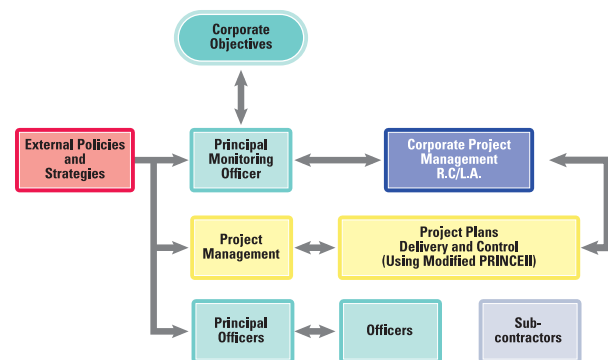 Corporate
Objectives
External Policies
and
Strategies
Principal
Monitoring
Officer
Corporate Project
Management
R.C/L.A.
Project
Management
Project Plans
Delivery and Control
(Using Modified PRINCEII)
Principal
Officers
Officers
Sub-
contractors